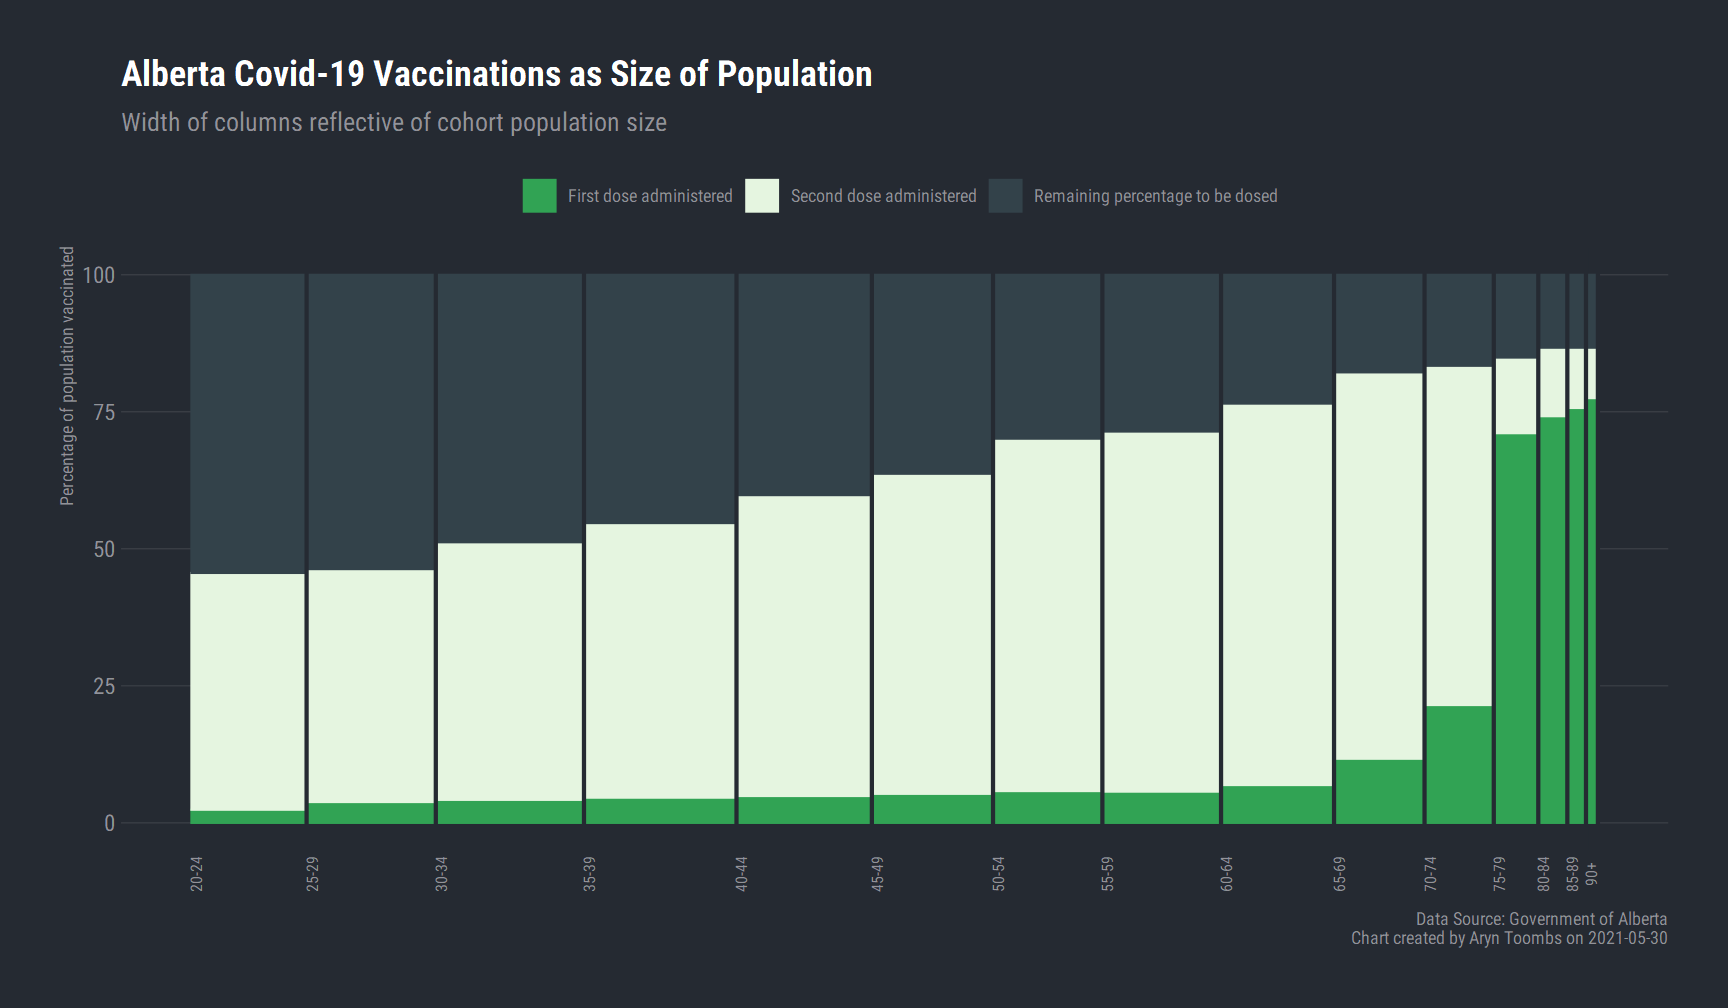 Alberta Covid-19 Vaccinations as Size of Population
Width of columns reflective of cohort population size
First dose administered
Second dose administered
Remaining percentage to be dosed
Percentage of population vaccinated
100
75
50
25
0
20-24
25-29
30-34
35-39
40-44
45-49
50-54
55-59
60-64
65-69
70-74
75-79
80-84
85-89
90+
Data Source: Government of Alberta
Chart created by Aryn Toombs on 2021-05-30